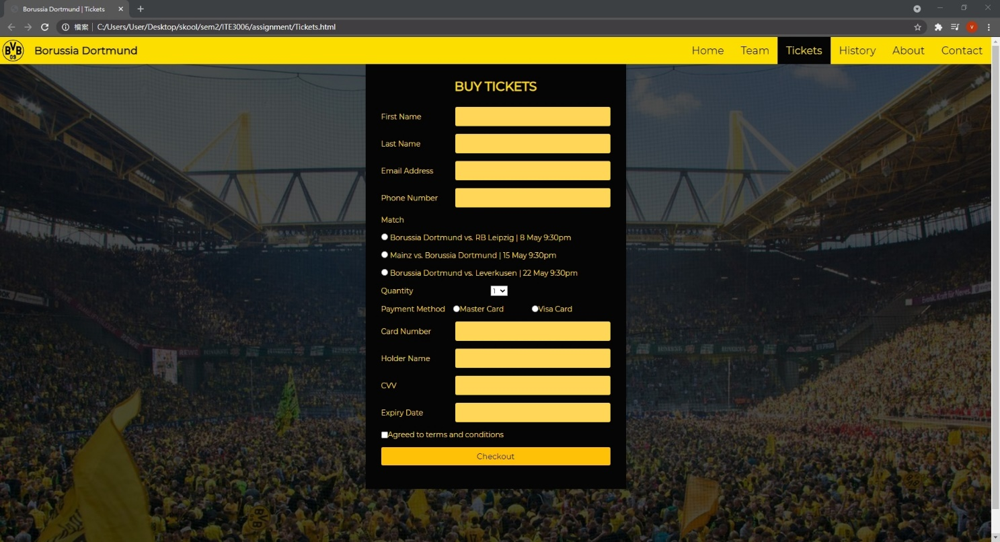 Borussia Dortmund | Tickets
檔案 | C:/Users/User/Desktop/skool/sem2/ITE3006/assignment/Tickets.html
V
BVB 09
Borussia Dortmund
Home Team Tickets History About Contact
BUY TICKETS
First Name
Last Name
Email Address
Phone Number
Match
Borussia Dortmund vs. RB Leipzig | 8 May 9:30pm
Mainz vs. Borussia Dortmund | 15 May 9:30pm
Borussia Dortmund vs. Leverkusen | 22 May 9:30pm
Quantity 1
Payment Method Master Card Visa Card
Card Number
Holder Name
CVV
Expiry Date
Agreed to terms and conditions
Checkout
REWE
BVB